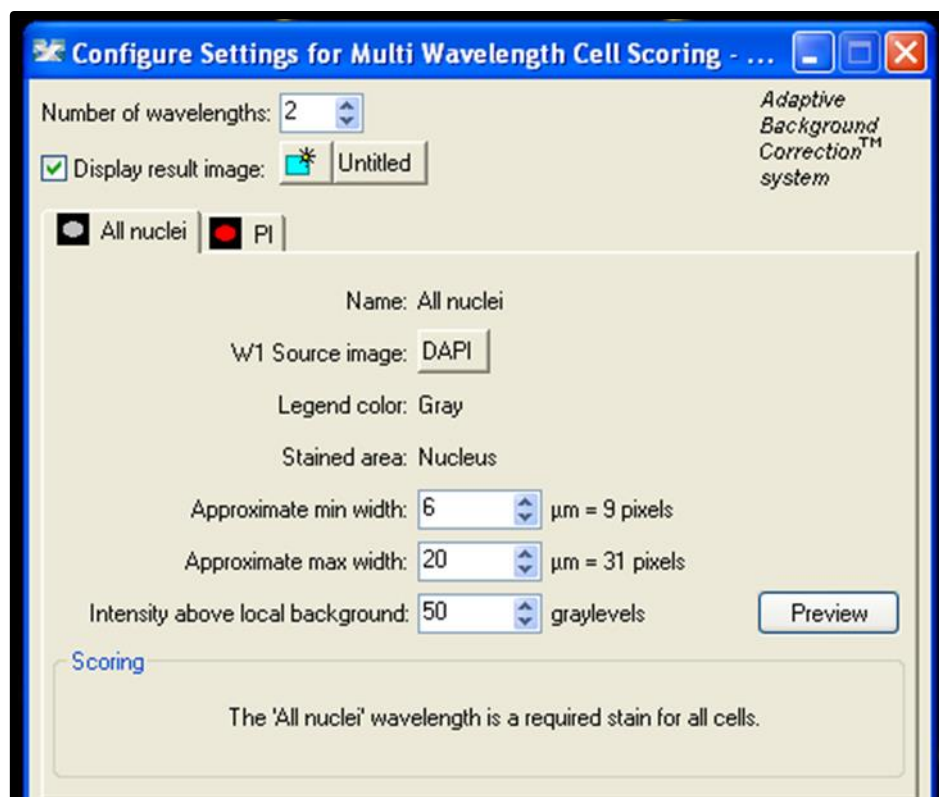 Configure Settings for Multi Wavelength Cell Scoring - ...
Number of wavelengths: 2
Adaptive
Background
Correction™
system
Display result image: Untitled
All nuclei PI
Name: All nuclei
W1 Source image: DAPI
Legend color: Gray
Stained area: Nucleus
Approximate min width: 6 µm = 9 pixels
Approximate max width: 20 µm = 31 pixels
Intensity above local background: 50 graylevels Preview
Scoring
The 'All nuclei' wavelength is a required stain for all cells.